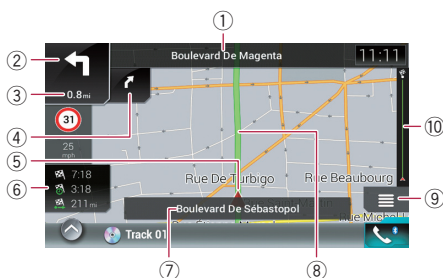 ①
② Boulevard De Magenta 11:11
③ 0.8mi
④
31
25
mph
⑤
⑥ 7:18
3:18
211mi
Rue De Turbigo Rue Beaubourg
⑩
⑨
Boulevard De Sébastopol
Rue Michel
Track 01
⑦ ⑧